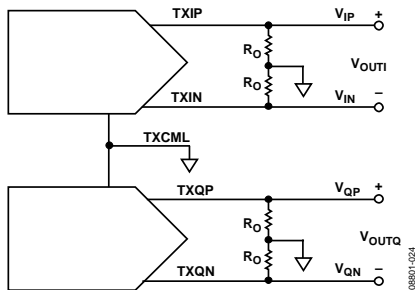 TXIP
V_IP +
R_O
V_OUTI
R_O
TXIN
V_IN −
TXCML
TXQP
V_QP +
R_O
V_OUTQ
R_O
TXQN
V_QN −
08801-024